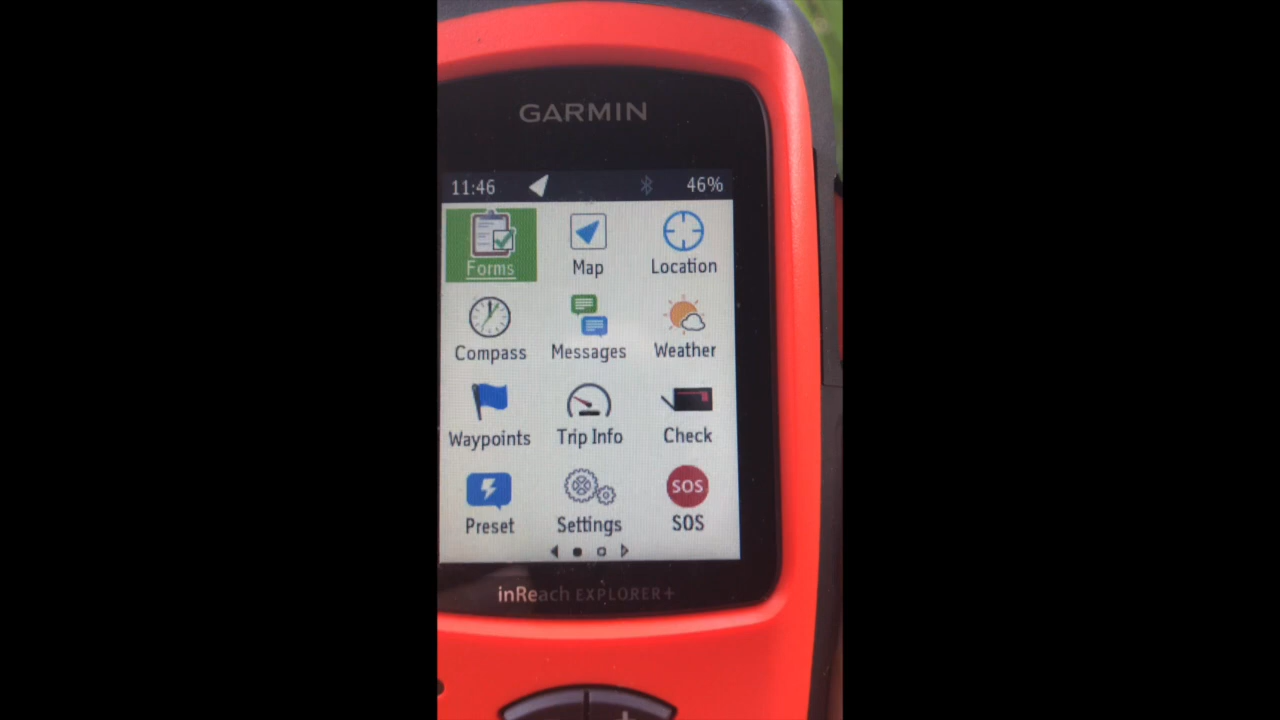 GARMIN
11:46 46%
Forms Map Location
Compass Messages Weather
Waypoints Trip Info Check
Preset Settings SOS SOS
inReach EXPLORER+